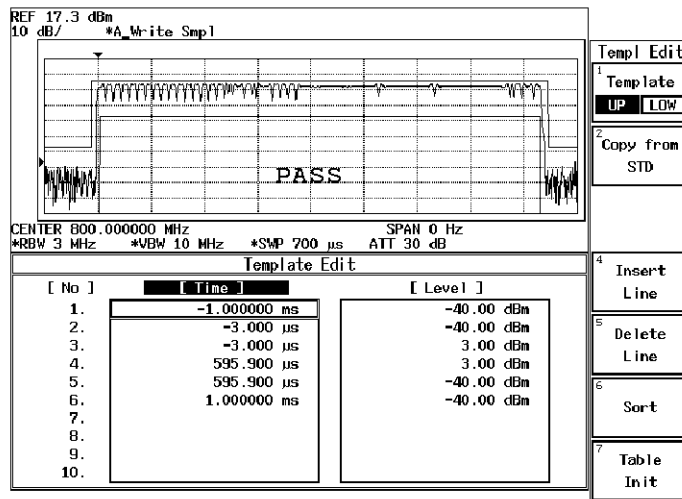 REF 17.3 dBm
10 dB/ *A_Write Smpl
PASS
CENTER 800.000000 MHz SPAN 0 Hz
*RBW 3 MHz *VBW 10 MHz *SWP 700 µs ATT 30 dB
Template Edit
[ No ] [ Time ] [ Level ]
1. -1.000000 ms -40.00 dBm
2. -3.000 µs -40.00 dBm
3. -3.000 µs 3.00 dBm
4. 595.900 µs 3.00 dBm
5. 595.900 µs -40.00 dBm
6. 1.000000 ms -40.00 dBm
7.
8.
9.
10.
Templ Edit
1
Template
UP LOW
2
Copy from
STD
4
Insert
Line
5
Delete
Line
6
Sort
7
Table
Init